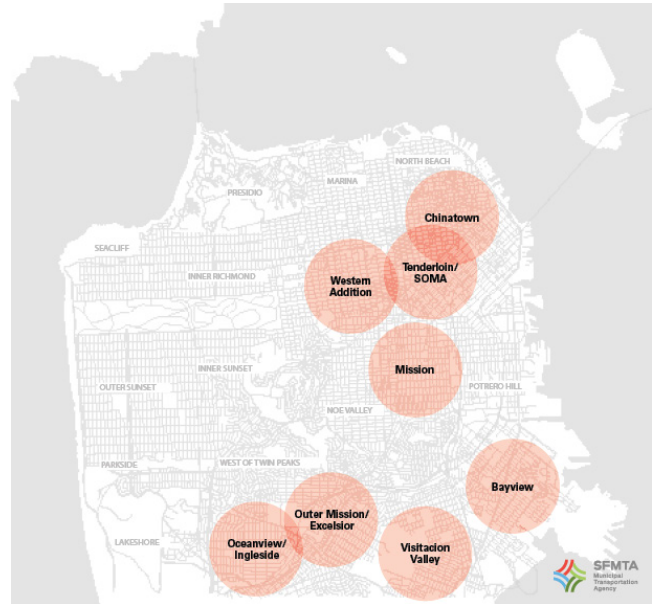 NORTH BEACH
MARINA
PRESIDIO
Chinatown
SEACLIFF
INNER RICHMOND
Western
Addition
Tenderloin/
SOMA
INNER SUNSET
Mission
OUTER SUNSET
POTRERO HILL
NOE VALLEY
PARKSIDE
WEST OF TWIN PEAKS
Bayview
Outer Mission/
Excelsior
LAKESHORE
Oceanview/
Ingleside
Visitacion
Valley
SFMTA
Municipal
Transportation
Agency